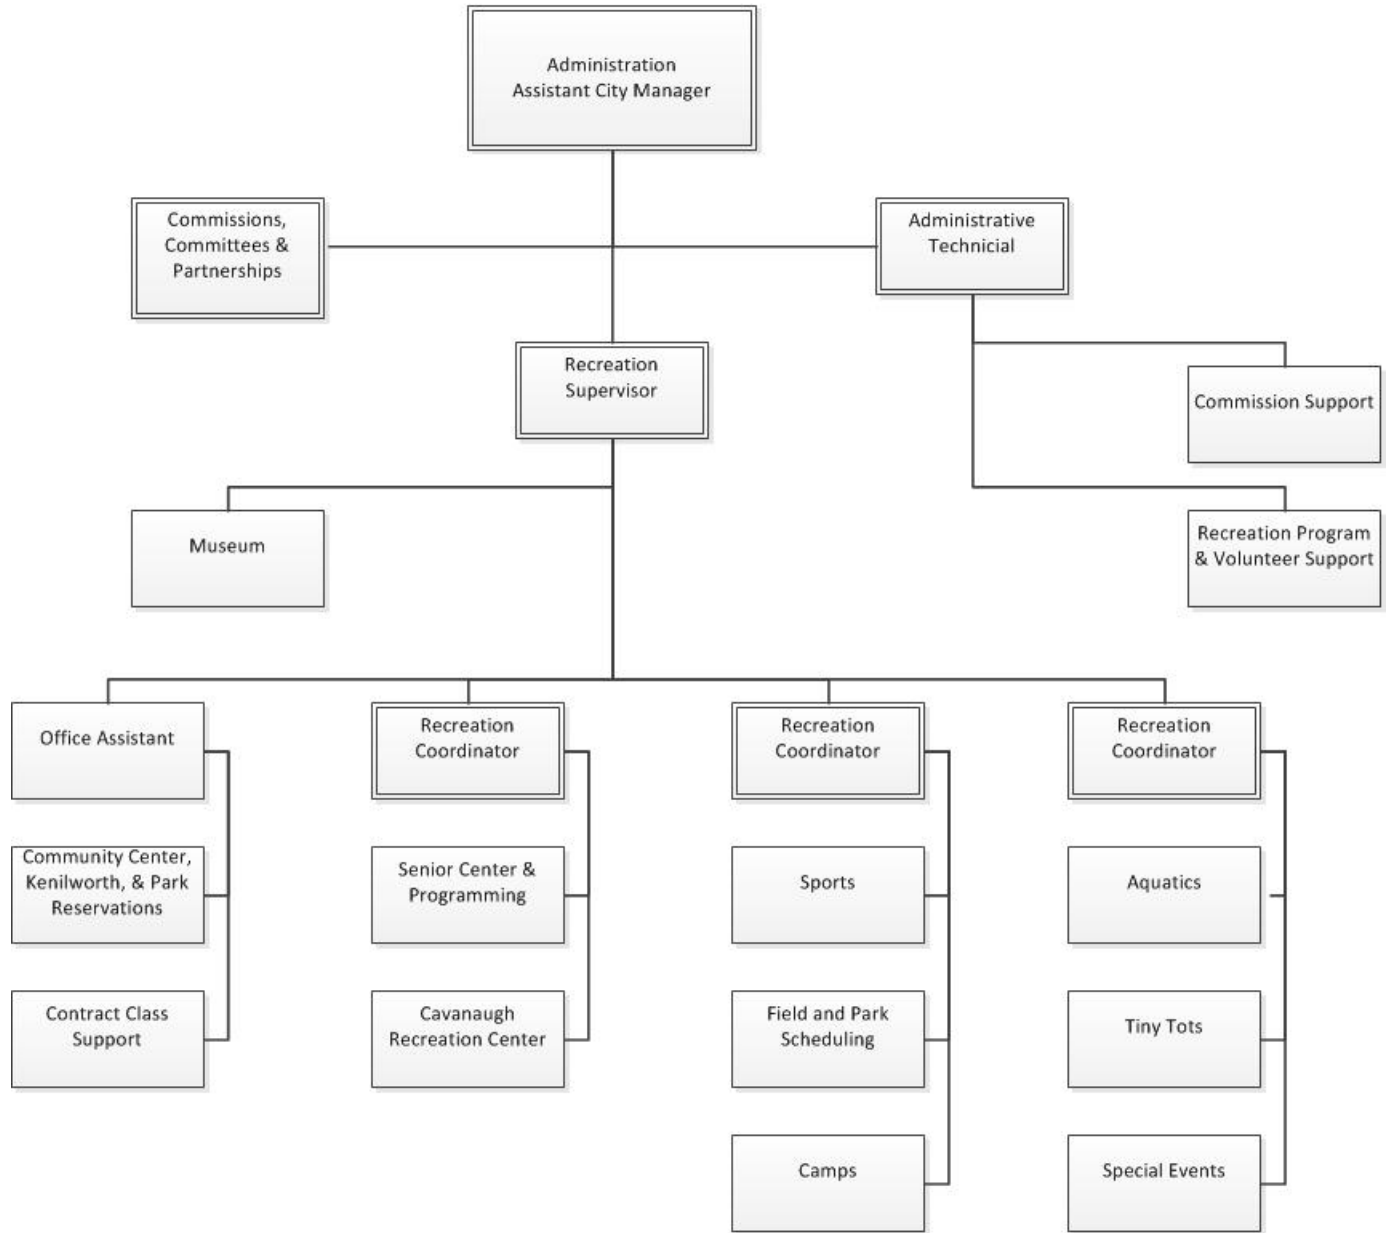 Administration
Assistant City Manager
Commissions,
Committees &
Partnerships
Administrative
Technicial
Recreation
Supervisor
Commission Support
Museum
Recreation Program
& Volunteer Support
Office Assistant
Recreation
Coordinator
Recreation
Coordinator
Recreation
Coordinator
Community Center,
Kenilworth, & Park
Reservations
Senior Center &
Programming
Sports
Aquatics
Contract Class
Support
Cavanaugh
Recreation Center
Field and Park
Scheduling
Tiny Tots
Camps
Special Events